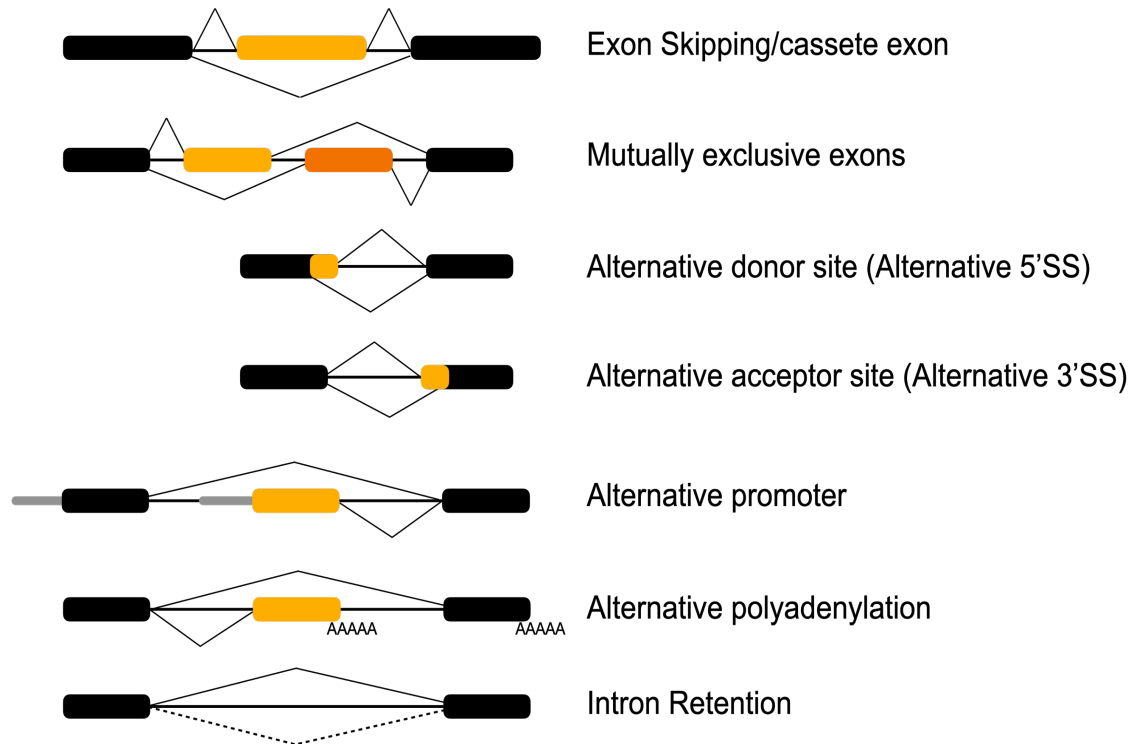 Exon Skipping/cassete exon
Mutually exclusive exons
Alternative donor site (Alternative 5’SS)
Alternative acceptor site (Alternative 3’SS)
Alternative promoter
Alternative polyadenylation
AAAAA AAAAA
Intron Retention